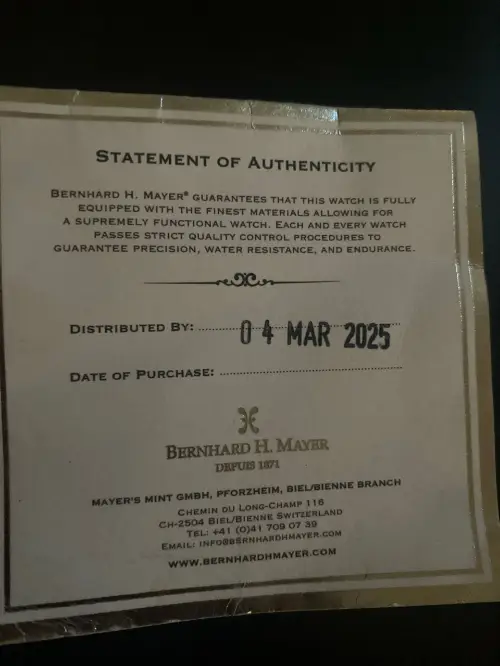 STATEMENT OF AUTHENTICITY
BERNHARD H. MAYER® GUARANTEES THAT THIS WATCH IS FULLY
EQUIPPED WITH THE FINEST MATERIALS ALLOWING FOR
A SUPREMELY FUNCTIONAL WATCH. EACH AND EVERY WATCH
PASSES STRICT QUALITY CONTROL PROCEDURES TO
GUARANTEE PRECISION, WATER RESISTANCE, AND ENDURANCE.
DISTRIBUTED BY: 04 MAR 2025
DATE OF PURCHASE:
BERNHARD H. MAYER
DEPUIS 1871
MAYER'S MINT GMBH, PFORZHEIM, BIEL/BIENNE BRANCH
CHEMIN DU LONG-CHAMP 116
CH-2504 BIEL/BIENNE SWITZERLAND
TEL: +41 (0)41 709 07 39
EMAIL: INFO@BERNHARDHMAYER.COM
WWW.BERNHARDHMAYER.COM